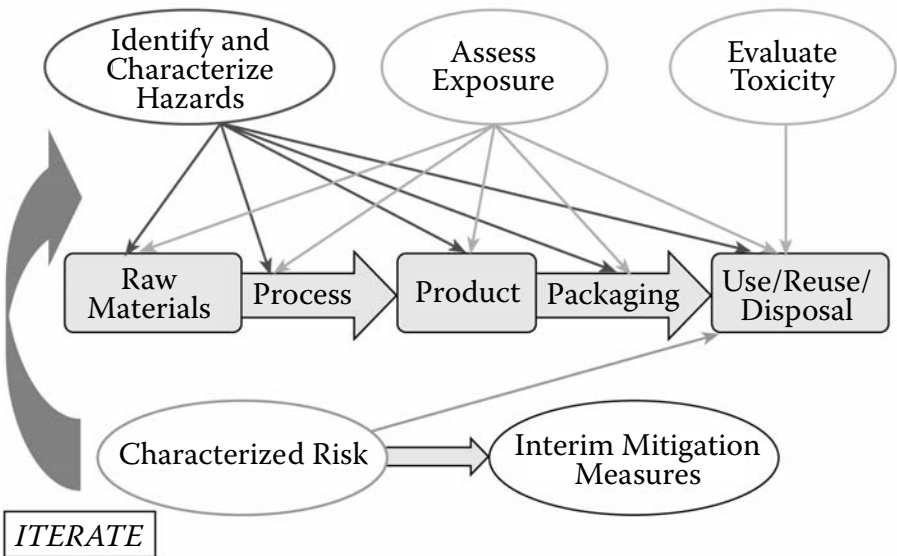 Identify and
Characterize
Hazards
Assess
Exposure
Evaluate
Toxicity
Raw
Materials
Process
Product
Packaging
Use/Reuse/
Disposal
Characterized Risk
Interim Mitigation
Measures
ITERATE